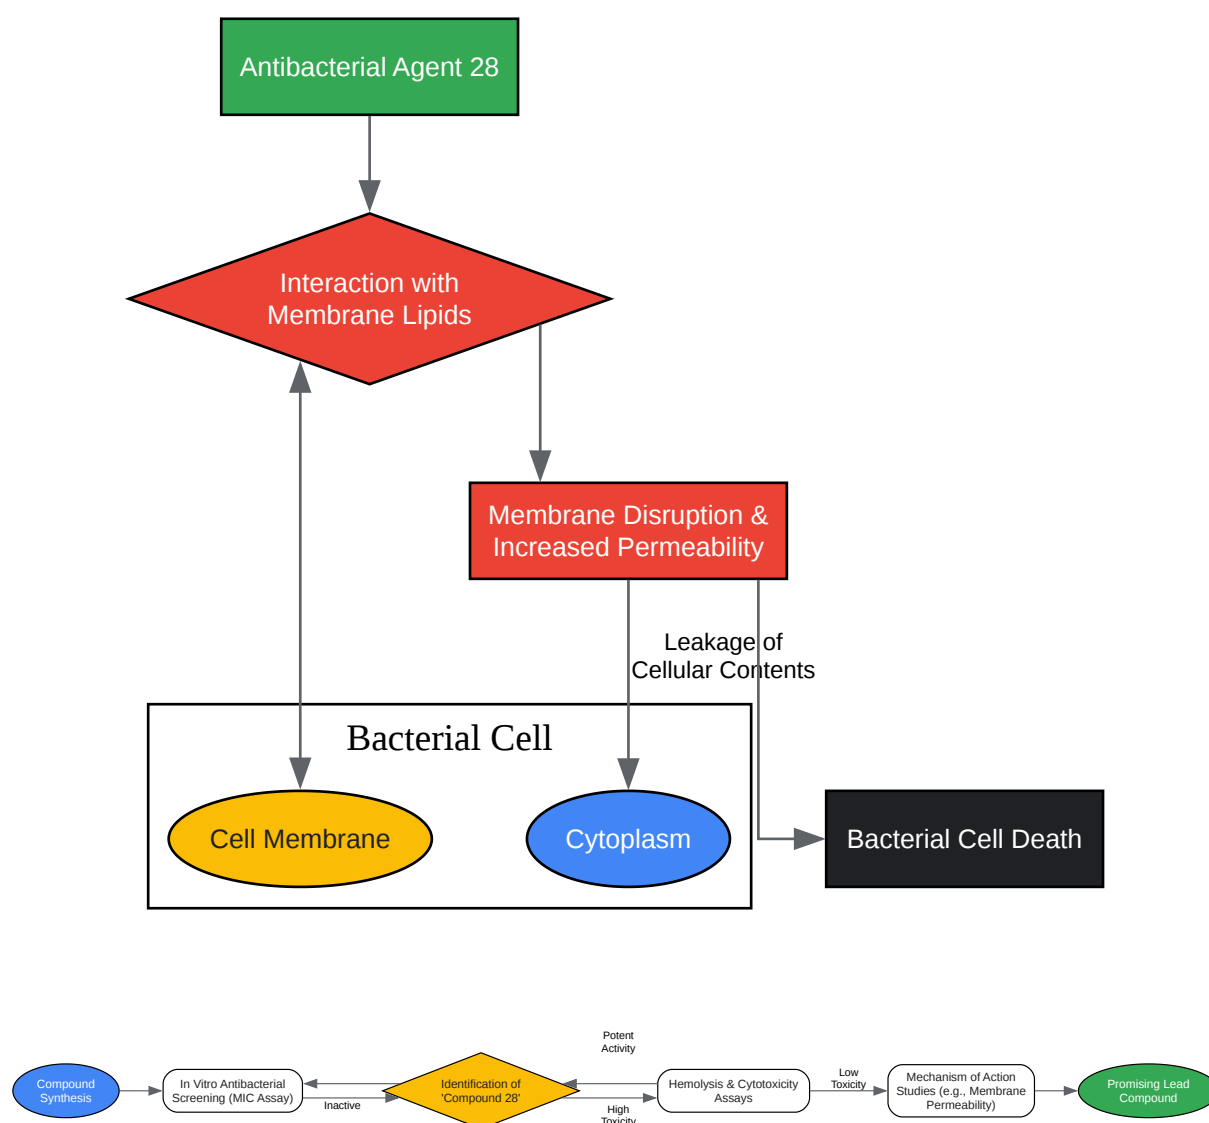 Antibacterial Agent 28
Interaction with
Membrane Lipids
Membrane Disruption &
Increased Permeability
Leakage of
Cellular Contents
Bacterial Cell
Cell Membrane
Cytoplasm
Bacterial Cell Death
Compound
Synthesis
In Vitro Antibacterial
Screening (MIC Assay)
Inactive
Identification of
'Compound 28'
Potent
Activity
High
Toxicity
Hemolysis & Cytotoxicity
Assays
Low
Toxicity
Mechanism of Action
Studies (e.g., Membrane
Permeability)
Promising Lead
Compound